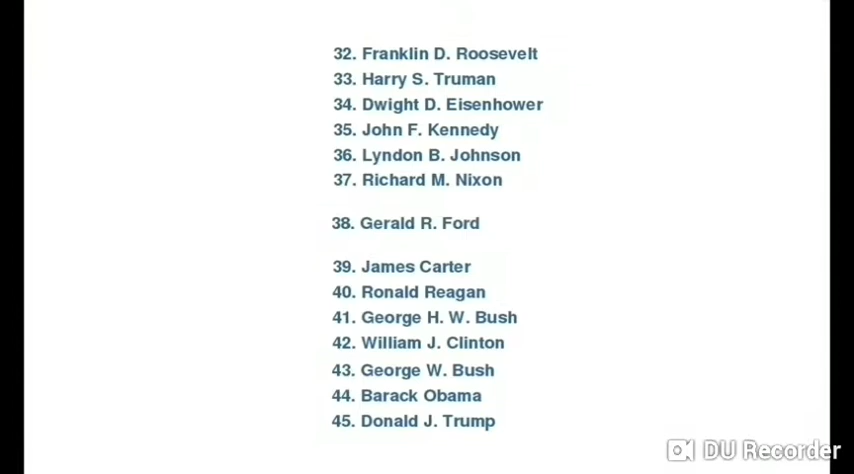 32. Franklin D. Roosevelt
33. Harry S. Truman
34. Dwight D. Eisenhower
35. John F. Kennedy
36. Lyndon B. Johnson
37. Richard M. Nixon
38. Gerald R. Ford
39. James Carter
40. Ronald Reagan
41. George H. W. Bush
42. William J. Clinton
43. George W. Bush
44. Barack Obama
45. Donald J. Trump
DU Recorder